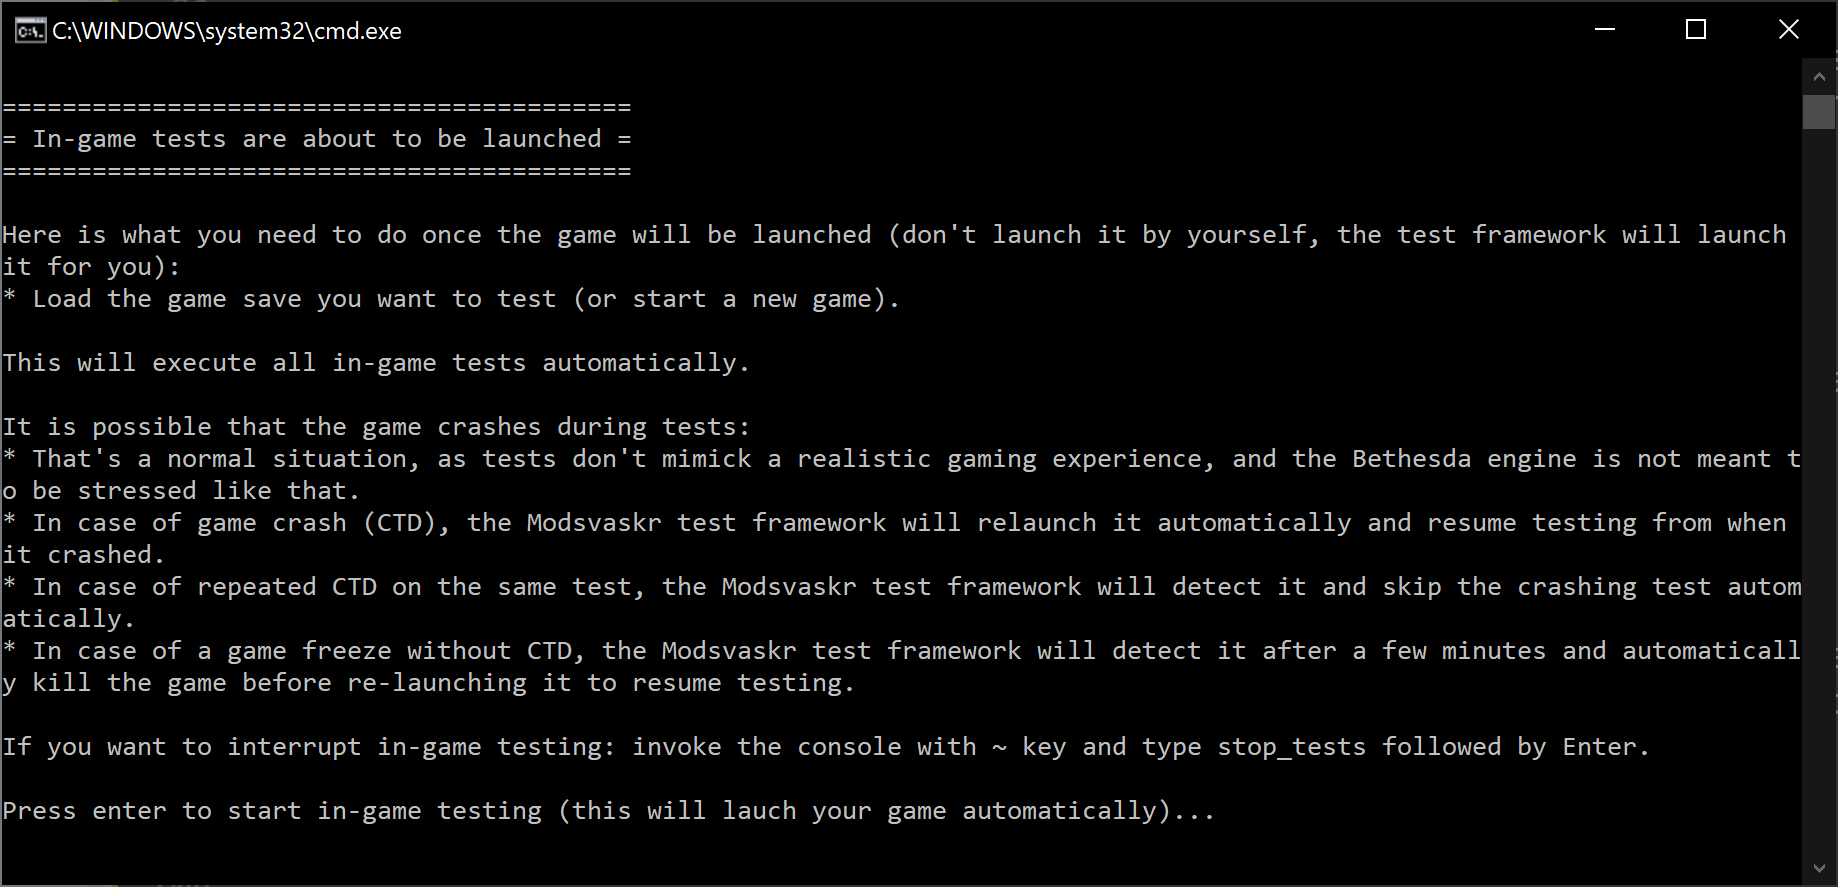 C:\WINDOWS\system32\cmd.exe
==========================================
= In-game tests are about to be launched =
==========================================
Here is what you need to do once the game will be launched (don't launch it by yourself, the test framework will launch
it for you):
* Load the game save you want to test (or start a new game).
This will execute all in-game tests automatically.
It is possible that the game crashes during tests:
* That's a normal situation, as tests don't mimick a realistic gaming experience, and the Bethesda engine is not meant t
o be stressed like that.
* In case of game crash (CTD), the Modsvaskr test framework will relaunch it automatically and resume testing from when
it crashed.
* In case of repeated CTD on the same test, the Modsvaskr test framework will detect it and skip the crashing test autom
atically.
* In case of a game freeze without CTD, the Modsvaskr test framework will detect it after a few minutes and automaticall
y kill the game before re-launching it to resume testing.
If you want to interrupt in-game testing: invoke the console with ~ key and type stop_tests followed by Enter.
Press enter to start in-game testing (this will lauch your game automatically)...